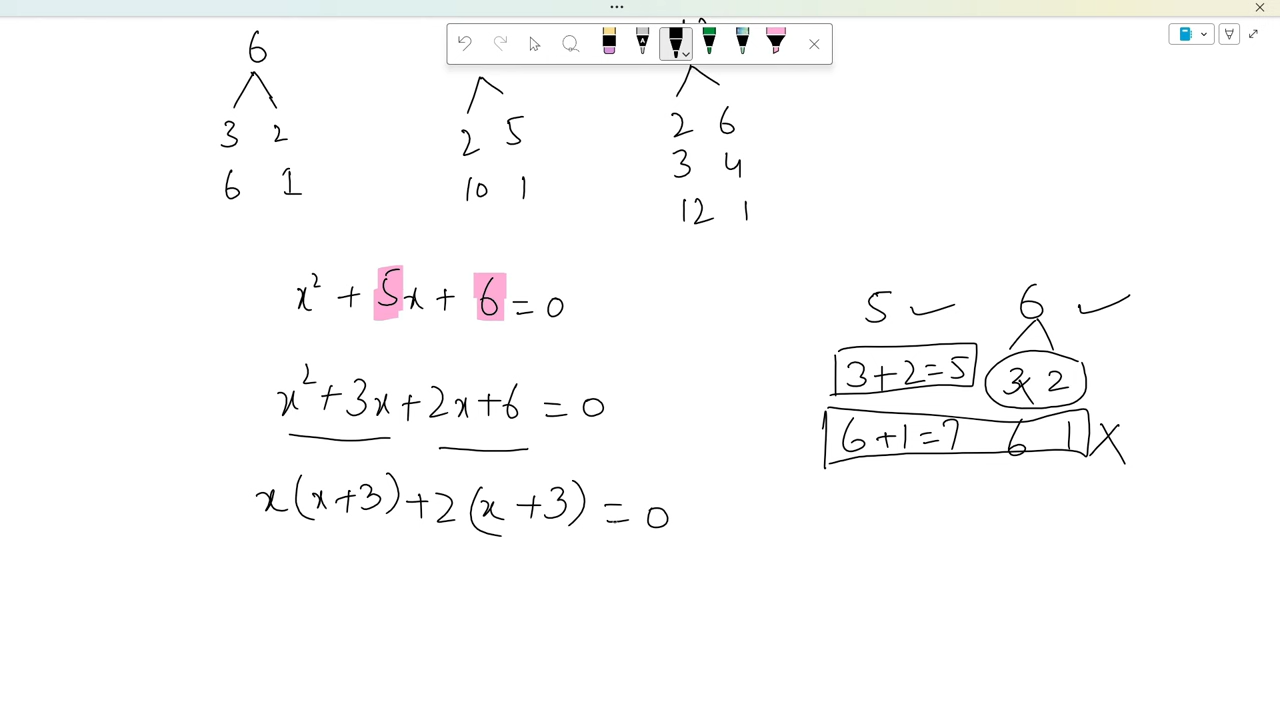 6
3 2
6 1
2 5
10 1
2 6
3 4
12 1
x² + 5x + 6 = 0
x² + 3x + 2x + 6 = 0
x(x+3) + 2(x+3) = 0
5 ✓ 6 ✓
3+2=5 3 x 2
6+1=7 6 1 X